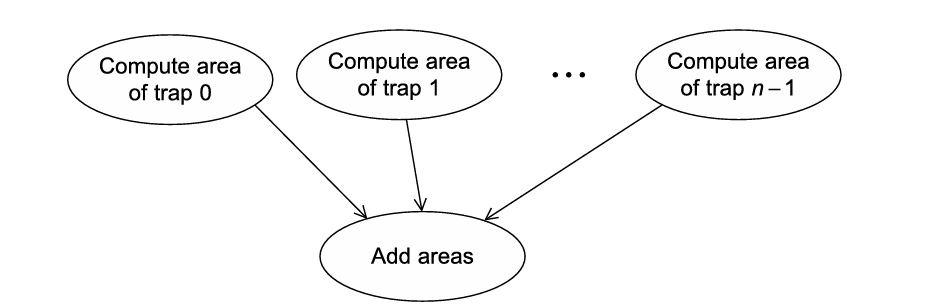 Compute area
of trap 0
Compute area
of trap 1
...
Compute area
of trap n – 1
Add areas